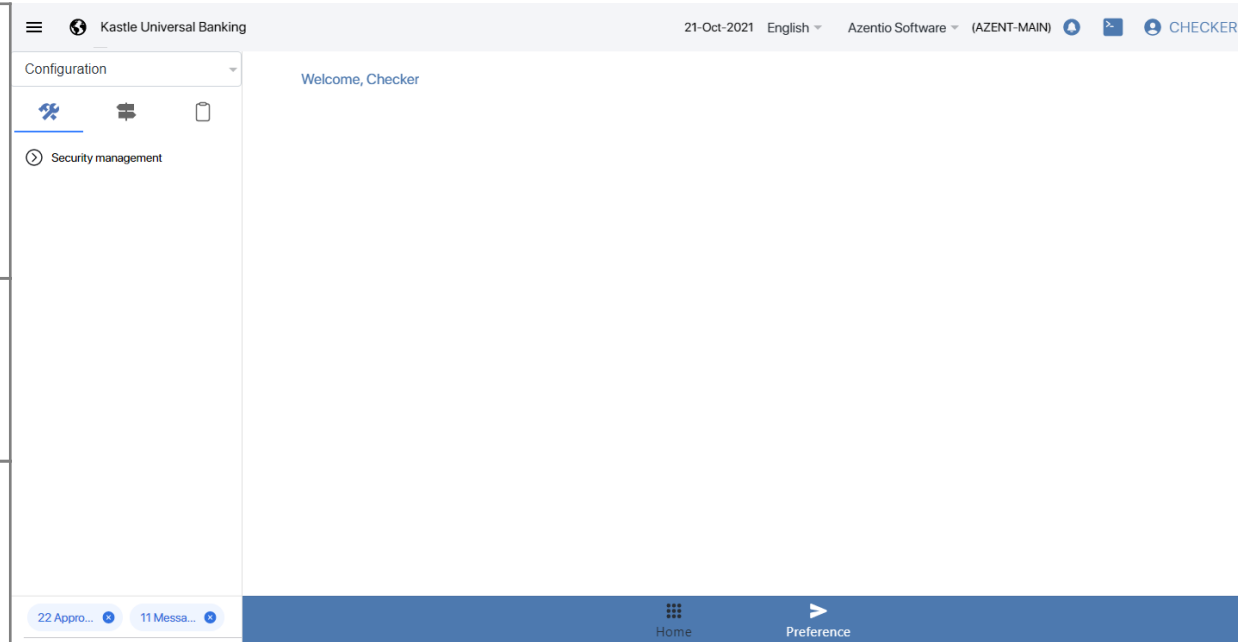 Kastle Universal Banking
21-Oct-2021 English Azentio Software (AZENT-MAIN) CHECKER
Configuration
Welcome, Checker
Security management
22 Appro... 11 Messa...
Home Preference